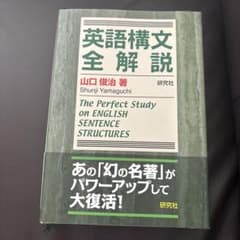 英語構文
全解説
山口 俊治 著
研究社
Shunji Yamaguchi
The Perfect Study
on ENGLISH
SENTENCE
STRUCTURES
あの「幻の名著」が
パワーアップして
大復活!
研究社